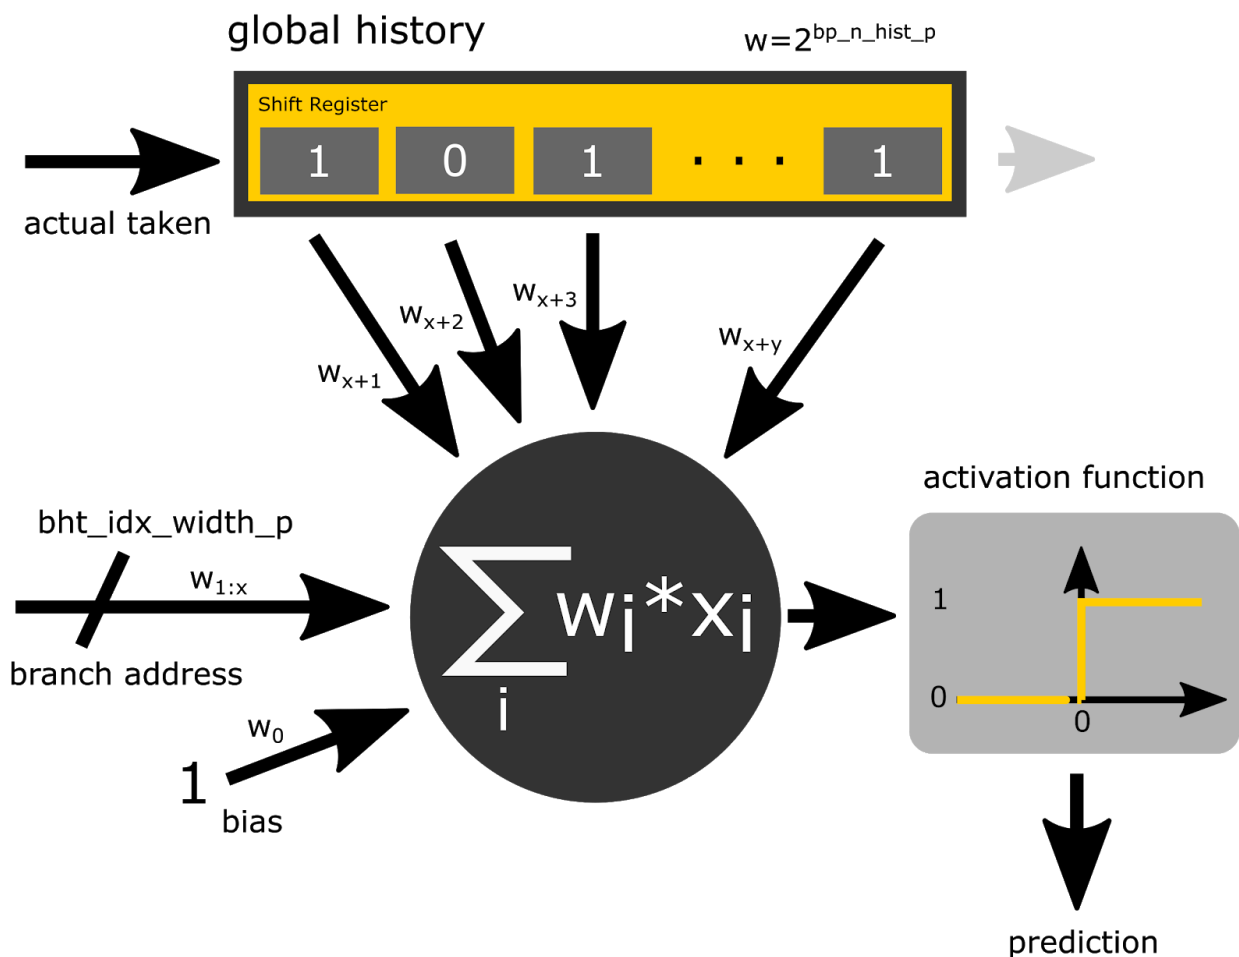 global history
w=2^bp_n_hist_p
Shift Register
1 0 1 . . . 1
actual taken
w_x+1
w_x+2
w_x+3
w_x+y
bht_idx_width_p
w_1:x
branch address
w_0
1
bias
∑ w_i*x_i
i
activation function
1
0
0
prediction